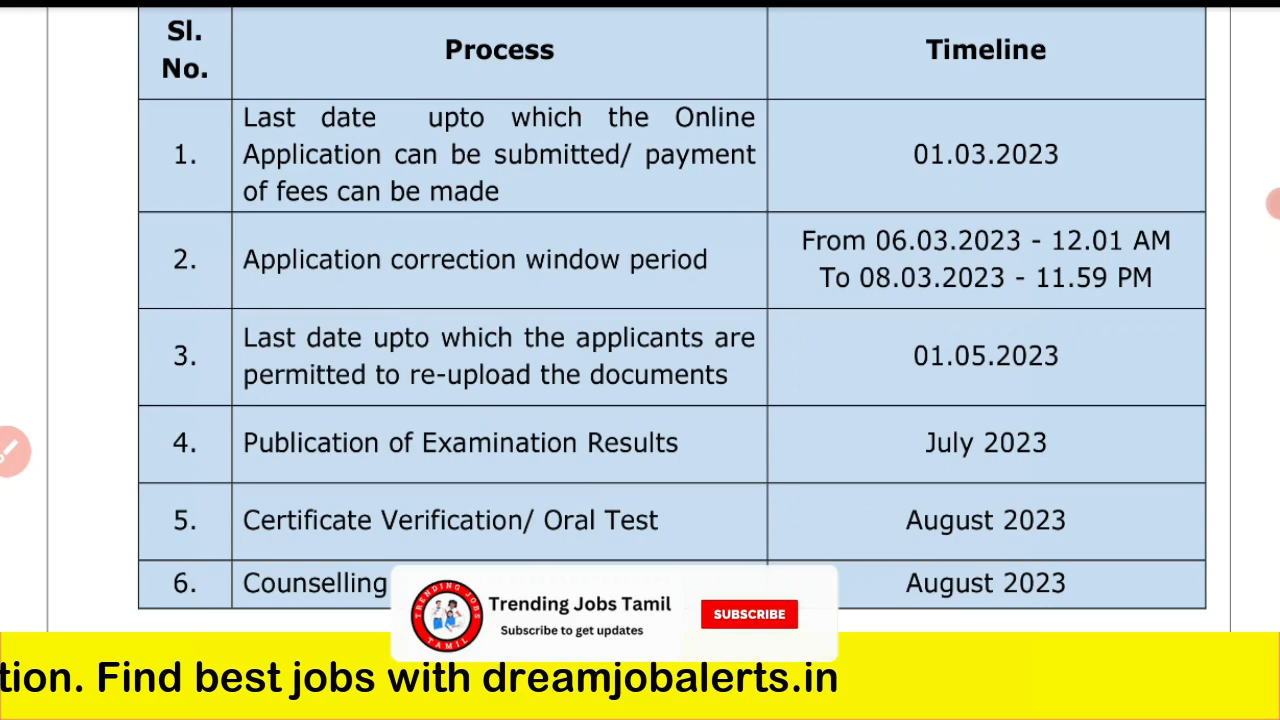 Sl.
No.
Process
Timeline
1.
Last date upto which the Online
Application can be submitted/ payment
of fees can be made
01.03.2023
2.
Application correction window period
From 06.03.2023 - 12.01 AM
To 08.03.2023 - 11.59 PM
3.
Last date upto which the applicants are
permitted to re-upload the documents
01.05.2023
4.
Publication of Examination Results
July 2023
5.
Certificate Verification/ Oral Test
August 2023
6.
Counselling
August 2023
TRENDING JOBS
TAMIL
Trending Jobs Tamil
Subscribe to get updates
SUBSCRIBE
tion. Find best jobs with dreamjobalerts.in